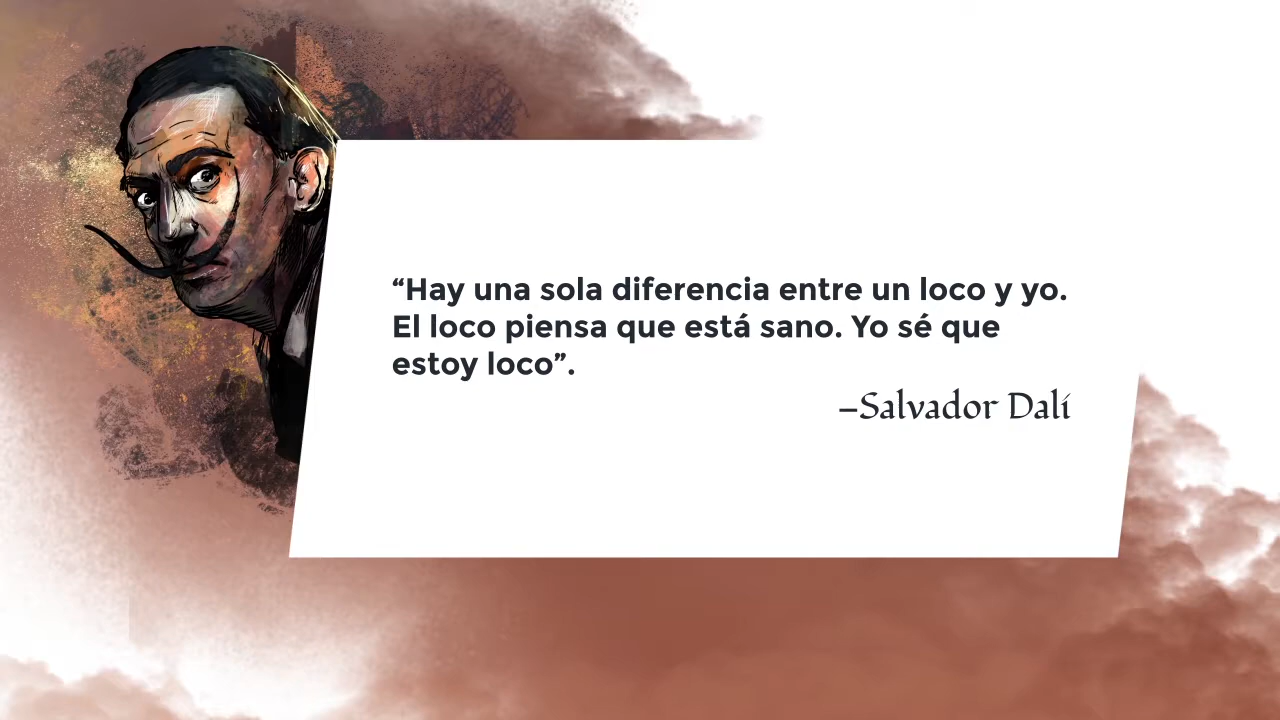 “Hay una sola diferencia entre un loco y yo.
El loco piensa que está sano. Yo sé que
estoy loco”.
–Salvador Dalí